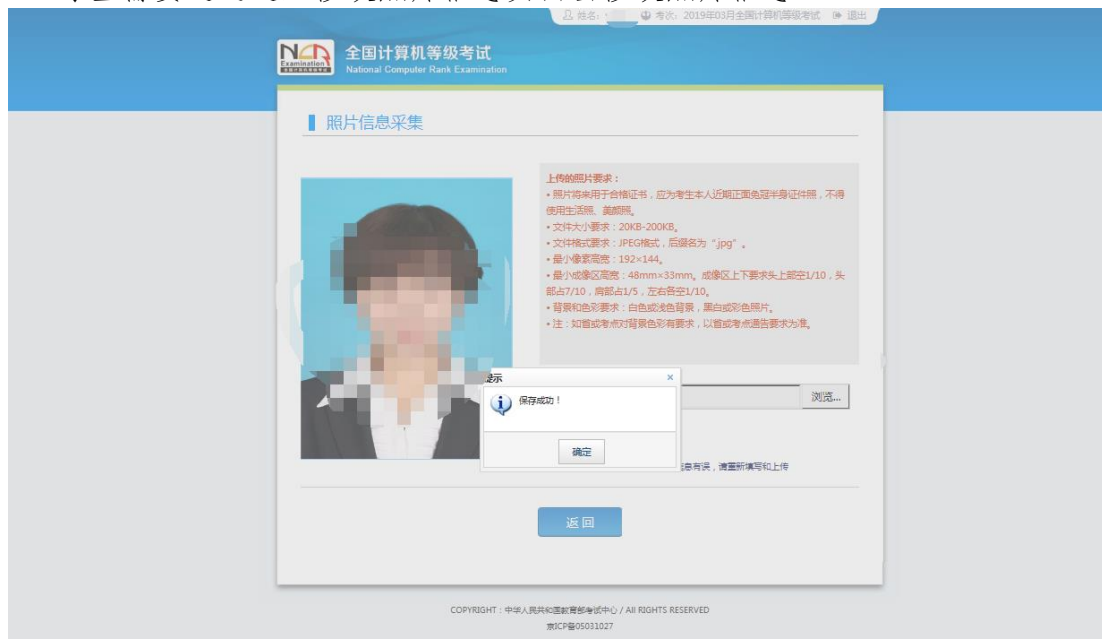 姓名:
考次:2019年03月全国计算机等级考试
退出
NCR
Examination
全国计算机等级考试
National Computer Rank Examination
照片信息采集
上传的照片要求:
• 照片将来用于合格证书,应为考生本人近期正面免冠半身证件照,不得
使用生活照、美颜照。
• 文件大小要求:20KB-200KB。
• 文件格式要求:JPEG格式,后缀名为“jpg”。
• 最小像素高宽:192×144。
• 最小成像区高宽:48mm×33mm。成像区上下要求头上部空1/10,头
部占7/10,肩部占1/5,左右各空1/10。
• 背景和色彩要求:白色或浅色背景,黑白或彩色照片。
• 注:如省或考点对背景色彩有要求,以省或考点通告要求为准。
提示
×
保存成功!
确定
浏览...
息有误,请重新填写和上传
返回
COPYRIGHT:中华人民共和国教育部考试中心 / All RIGHTS RESERVED
京ICP备05031027